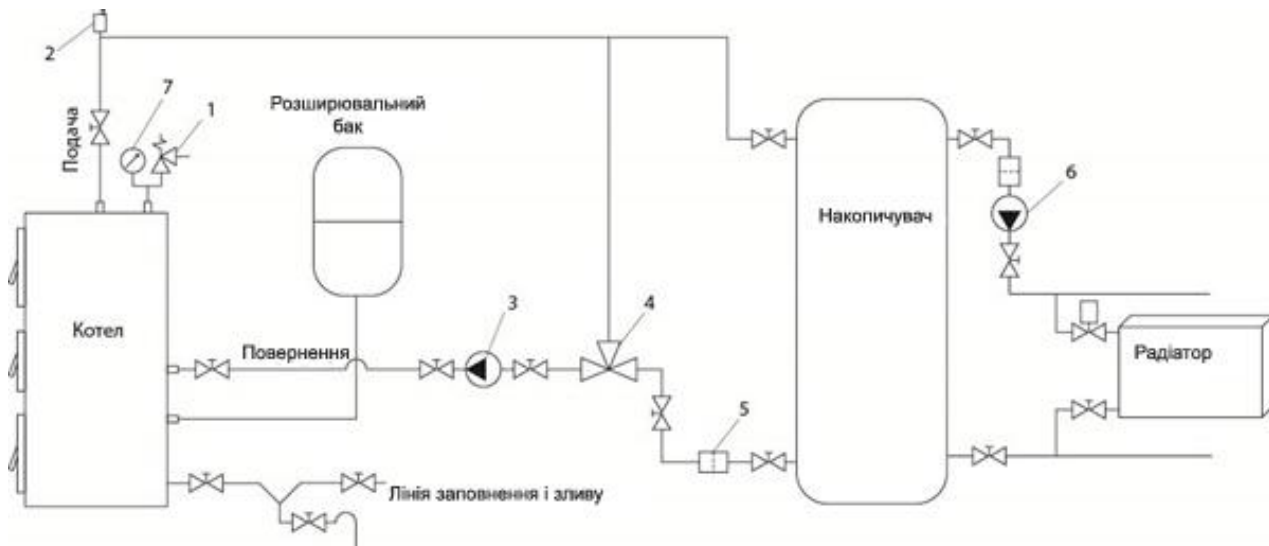 2
7
1
Подача
Розширювальний
бак
6
Накопичувач
3
4
Котел
Повернення
Радіатор
5
Лінія заповнення і зливу